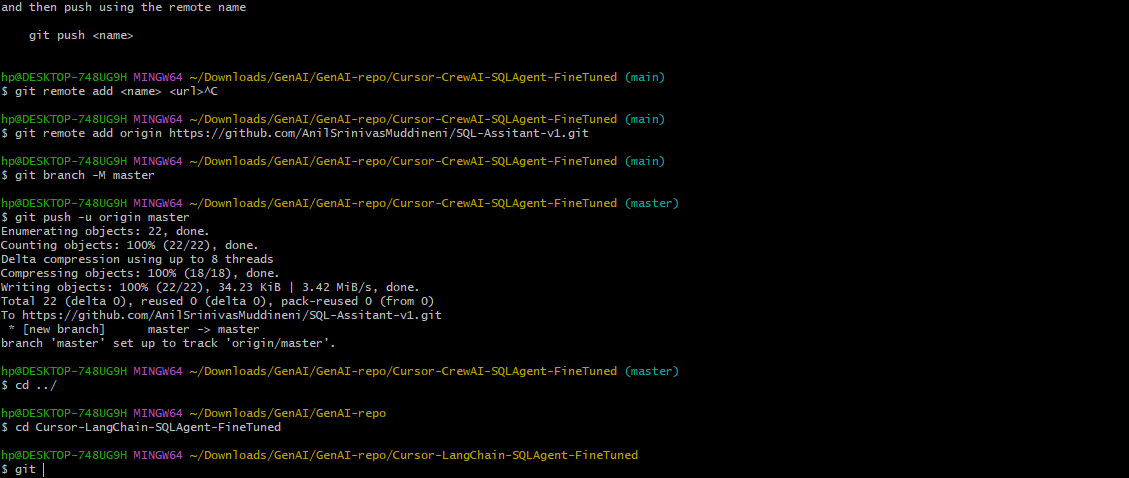 and then push using the remote name
    git push <name>
hp@DESKTOP-748UG9H MINGW64 ~/Downloads/GenAI/GenAI-repo/Cursor-CrewAI-SQLAgent-FineTuned (main)
$ git remote add <name> <url>^C
hp@DESKTOP-748UG9H MINGW64 ~/Downloads/GenAI/GenAI-repo/Cursor-CrewAI-SQLAgent-FineTuned (main)
$ git remote add origin https://github.com/AnilSrinivasMuddineni/SQL-Assitant-v1.git
hp@DESKTOP-748UG9H MINGW64 ~/Downloads/GenAI/GenAI-repo/Cursor-CrewAI-SQLAgent-FineTuned (main)
$ git branch -M master
hp@DESKTOP-748UG9H MINGW64 ~/Downloads/GenAI/GenAI-repo/Cursor-CrewAI-SQLAgent-FineTuned (master)
$ git push -u origin master
Enumerating objects: 22, done.
Counting objects: 100% (22/22), done.
Delta compression using up to 8 threads
Compressing objects: 100% (18/18), done.
Writing objects: 100% (22/22), 34.23 KiB | 3.42 MiB/s, done.
Total 22 (delta 0), reused 0 (delta 0), pack-reused 0 (from 0)
To https://github.com/AnilSrinivasMuddineni/SQL-Assitant-v1.git
 * [new branch]      master -> master
branch 'master' set up to track 'origin/master'.
hp@DESKTOP-748UG9H MINGW64 ~/Downloads/GenAI/GenAI-repo/Cursor-CrewAI-SQLAgent-FineTuned (master)
$ cd ../
hp@DESKTOP-748UG9H MINGW64 ~/Downloads/GenAI/GenAI-repo
$ cd Cursor-LangChain-SQLAgent-FineTuned
hp@DESKTOP-748UG9H MINGW64 ~/Downloads/GenAI/GenAI-repo/Cursor-LangChain-SQLAgent-FineTuned
$ git